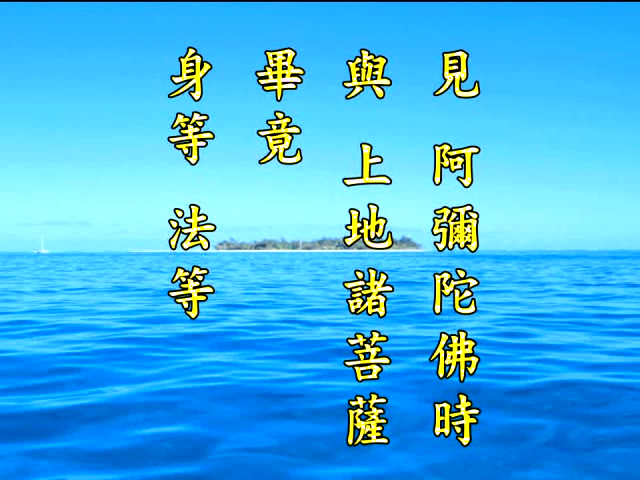 見 阿彌陀佛時
與 上地諸菩薩
畢竟
身等 法等